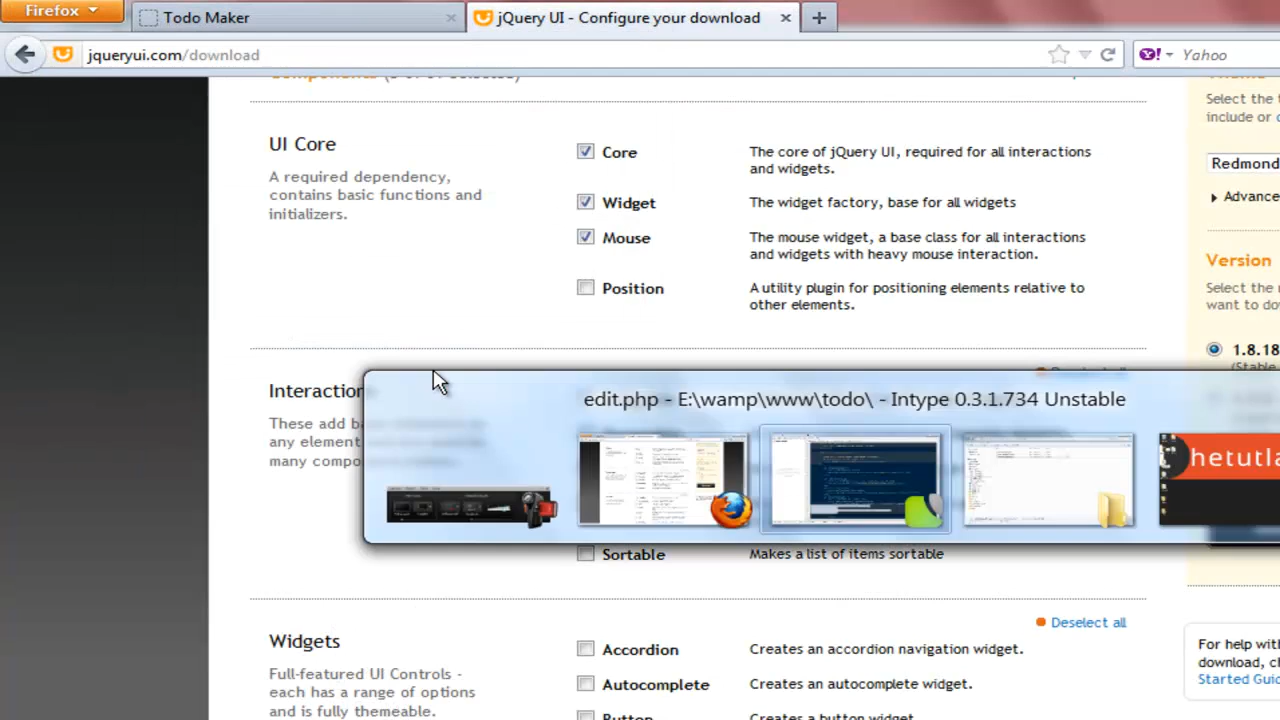 Firefox
Todo Maker
jQuery UI - Configure your download
jqueryui.com/download
Yahoo
Select the
include or
UI Core
A required dependency,
contains basic functions and
initializers.
Core
The core of jQuery UI, required for all interactions
and widgets.
Widget
The widget factory, base for all widgets
Mouse
The mouse widget, a base class for all interactions
and widgets with heavy mouse interaction.
Position
A utility plugin for positioning elements relative to
other elements.
Redmond
Advance
Version
Select the
want to do
1.8.18
(Stable
Interaction
These add
any element
many compo
edit.php - E:\wamp\www\todo\ - Intype 0.3.1.734 Unstable
hetutla
Sortable
Makes a list of items sortable
Deselect all
Widgets
Full-featured UI Controls -
each has a range of options
and is fully themeable.
Accordion
Creates an accordion navigation widget.
Autocomplete
Creates an autocomplete widget.
Button
Creates a button widget.
For help with
download, c
Started Guid